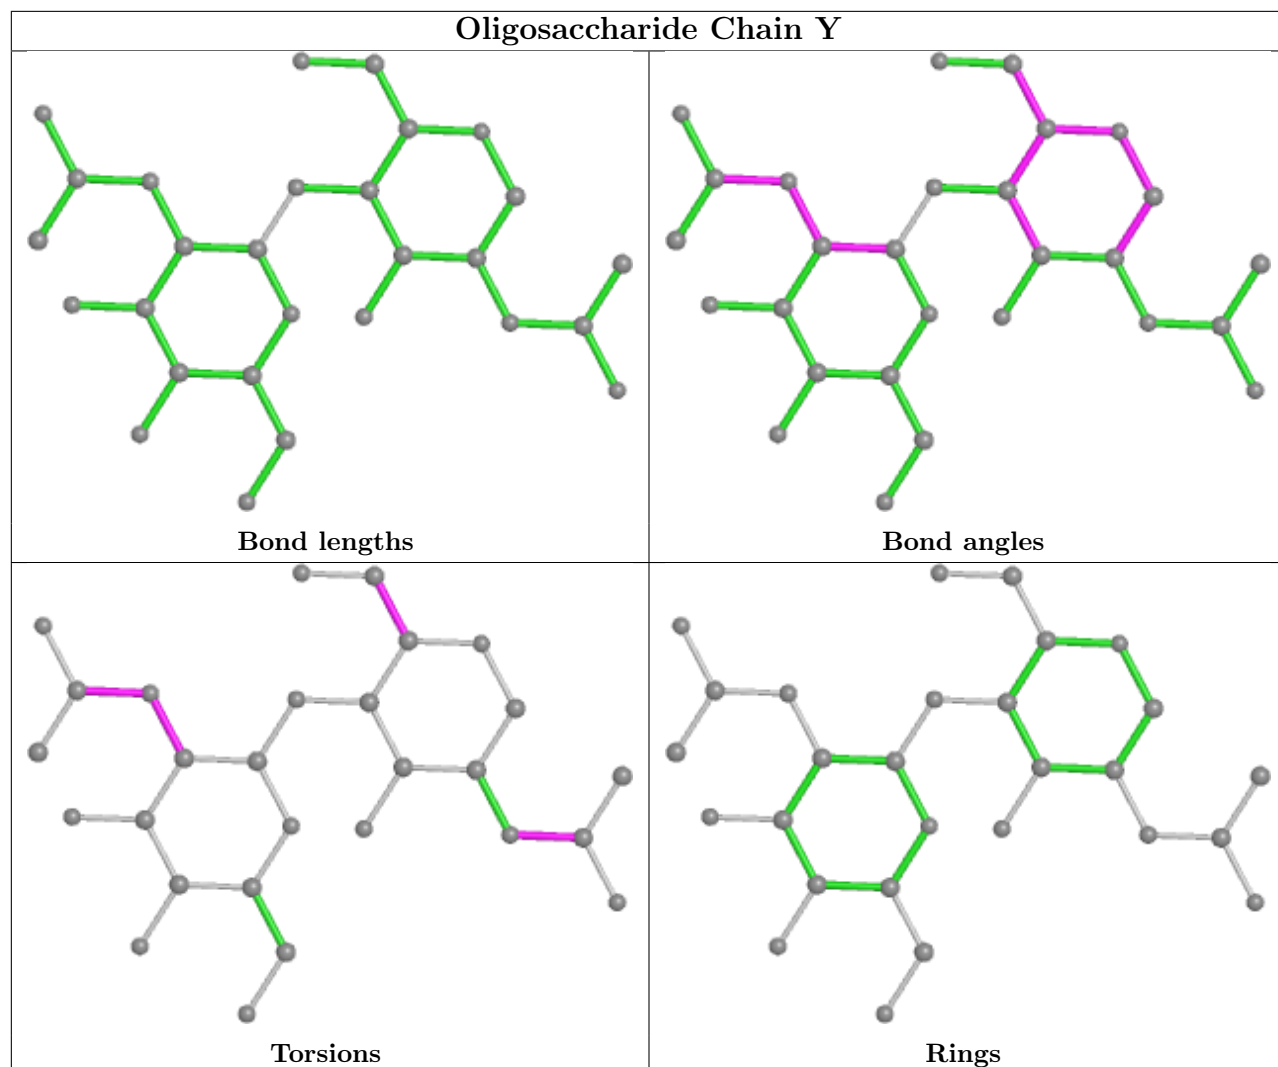 Oligosaccharide Chain Y
Bond lengths
Bond angles
Torsions
Rings